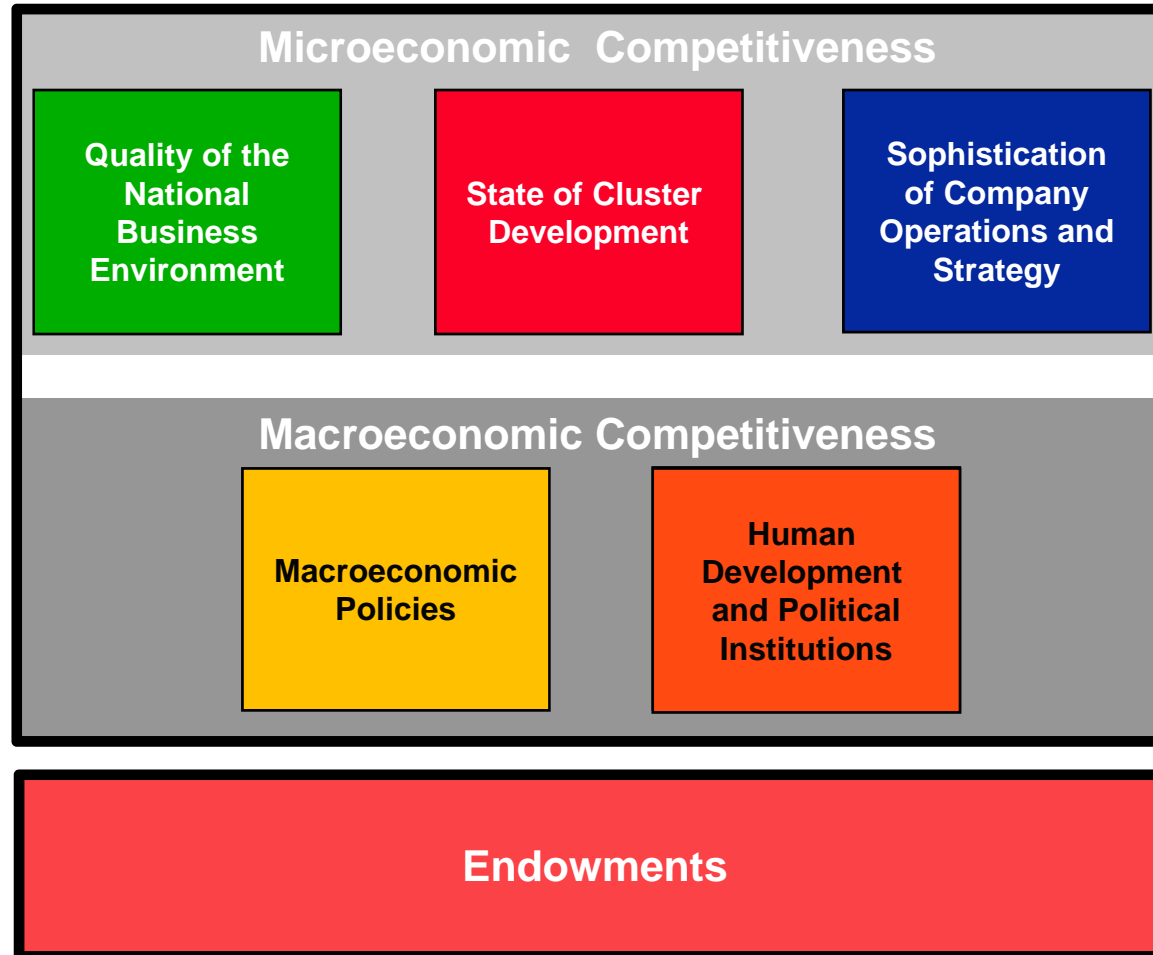 Microeconomic  Competitiveness
Quality of the
National
Business
Environment
State of Cluster
Development
Sophistication
of Company
Operations and
Strategy
Macroeconomic Competitiveness
Macroeconomic
Policies
Human
Development
and Political
Institutions
Endowments